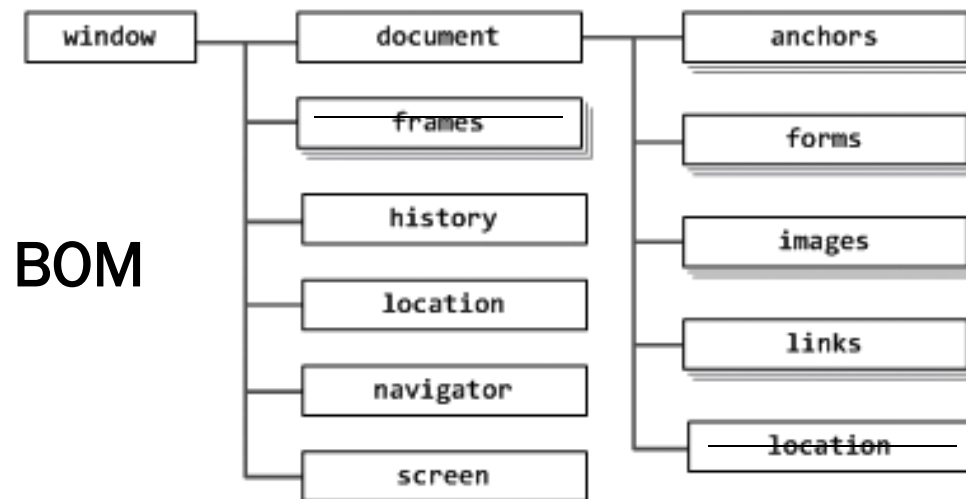 window
document
anchors
frames
forms
history
BOM
images
location
links
navigator
location
screen